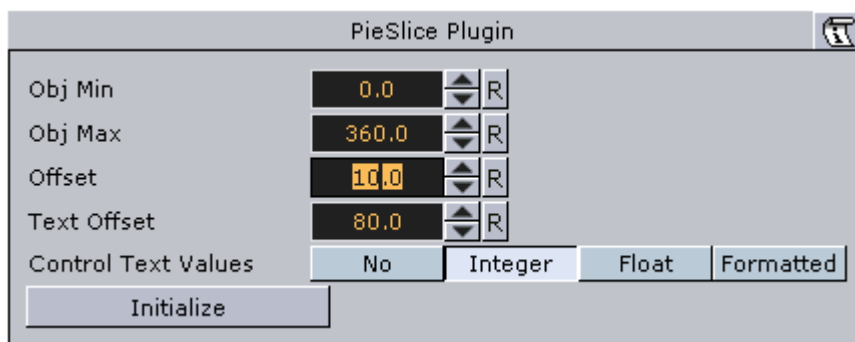 PieSlice Plugin
Obj Min 0.0 R
Obj Max 360.0 R
Offset 10.0 R
Text Offset 80.0 R
Control Text Values No Integer Float Formatted
Initialize